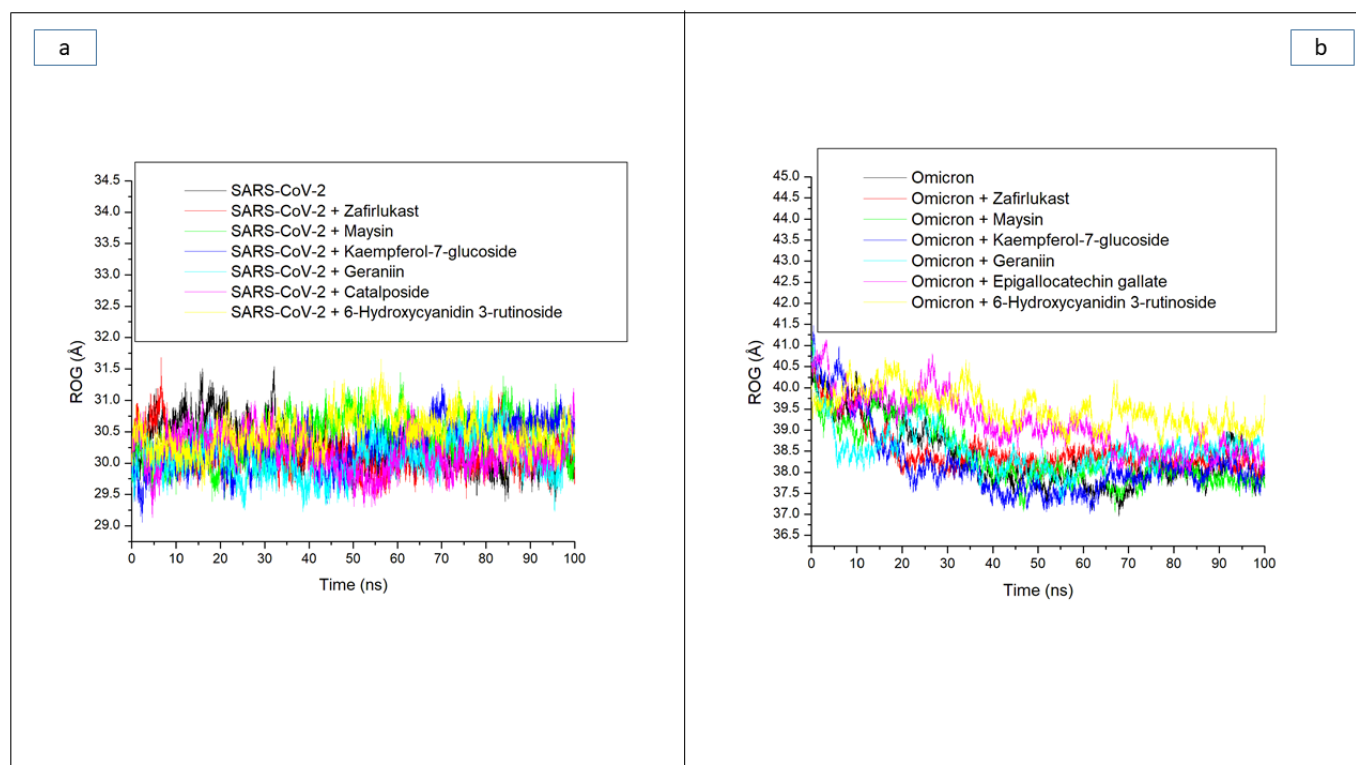 a
SARS-CoV-2
SARS-CoV-2 + Zafirlukast
SARS-CoV-2 + Maysin
SARS-CoV-2 + Kaempferol-7-glucoside
SARS-CoV-2 + Geraniin
SARS-CoV-2 + Catalposide
SARS-CoV-2 + 6-Hydroxycyanidin 3-rutinoside
ROG (Å)
34.5
34.0
33.5
33.0
32.5
32.0
31.5
31.0
30.5
30.0
29.5
29.0
0 10 20 30 40 50 60 70 80 90 100
Time (ns)
b
Omicron
Omicron + Zafirlukast
Omicron + Maysin
Omicron + Kaempferol-7-glucoside
Omicron + Geraniin
Omicron + Epigallocatechin gallate
Omicron + 6-Hydroxycyanidin 3-rutinoside
ROG (Å)
45.0
44.5
44.0
43.5
43.0
42.5
42.0
41.5
41.0
40.5
40.0
39.5
39.0
38.5
38.0
37.5
37.0
36.5
0 10 20 30 40 50 60 70 80 90 100
Time (ns)